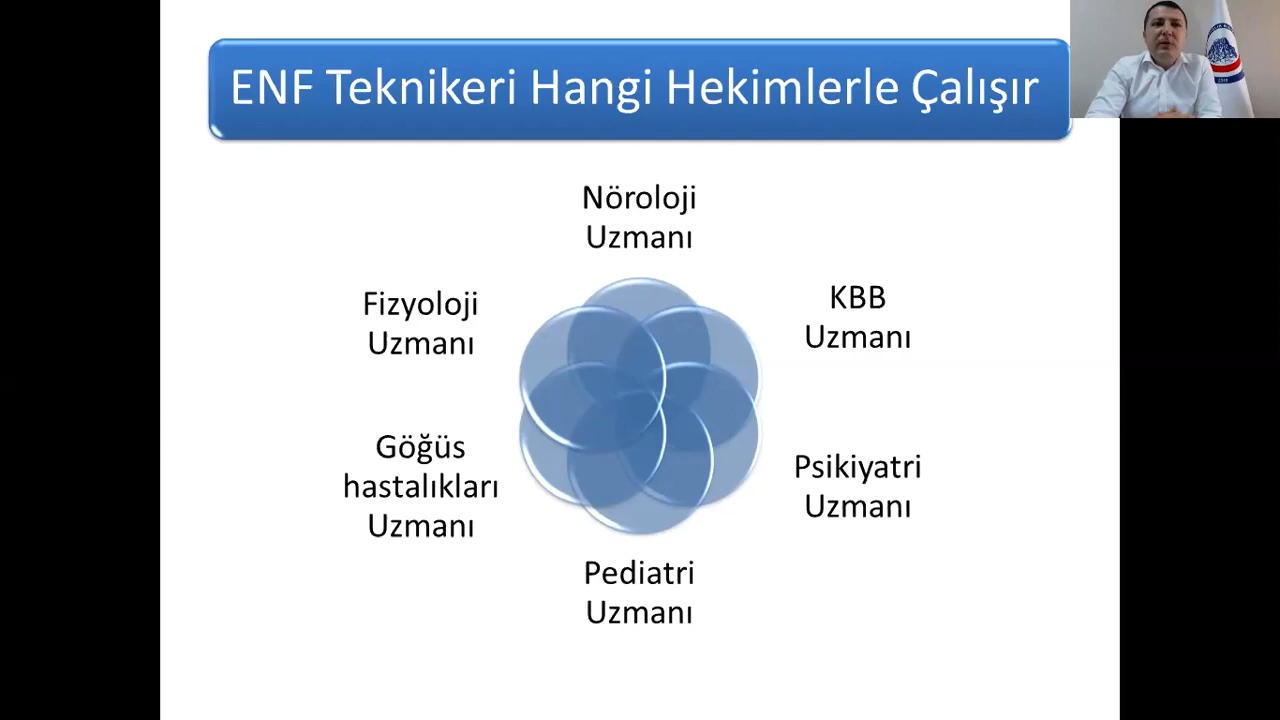 ENF Teknikeri Hangi Hekimlerle Çalışır
Nöroloji
Uzmanı
KBB
Uzmanı
Psikiyatri
Uzmanı
Pediatri
Uzmanı
Göğüs
hastalıkları
Uzmanı
Fizyoloji
Uzmanı